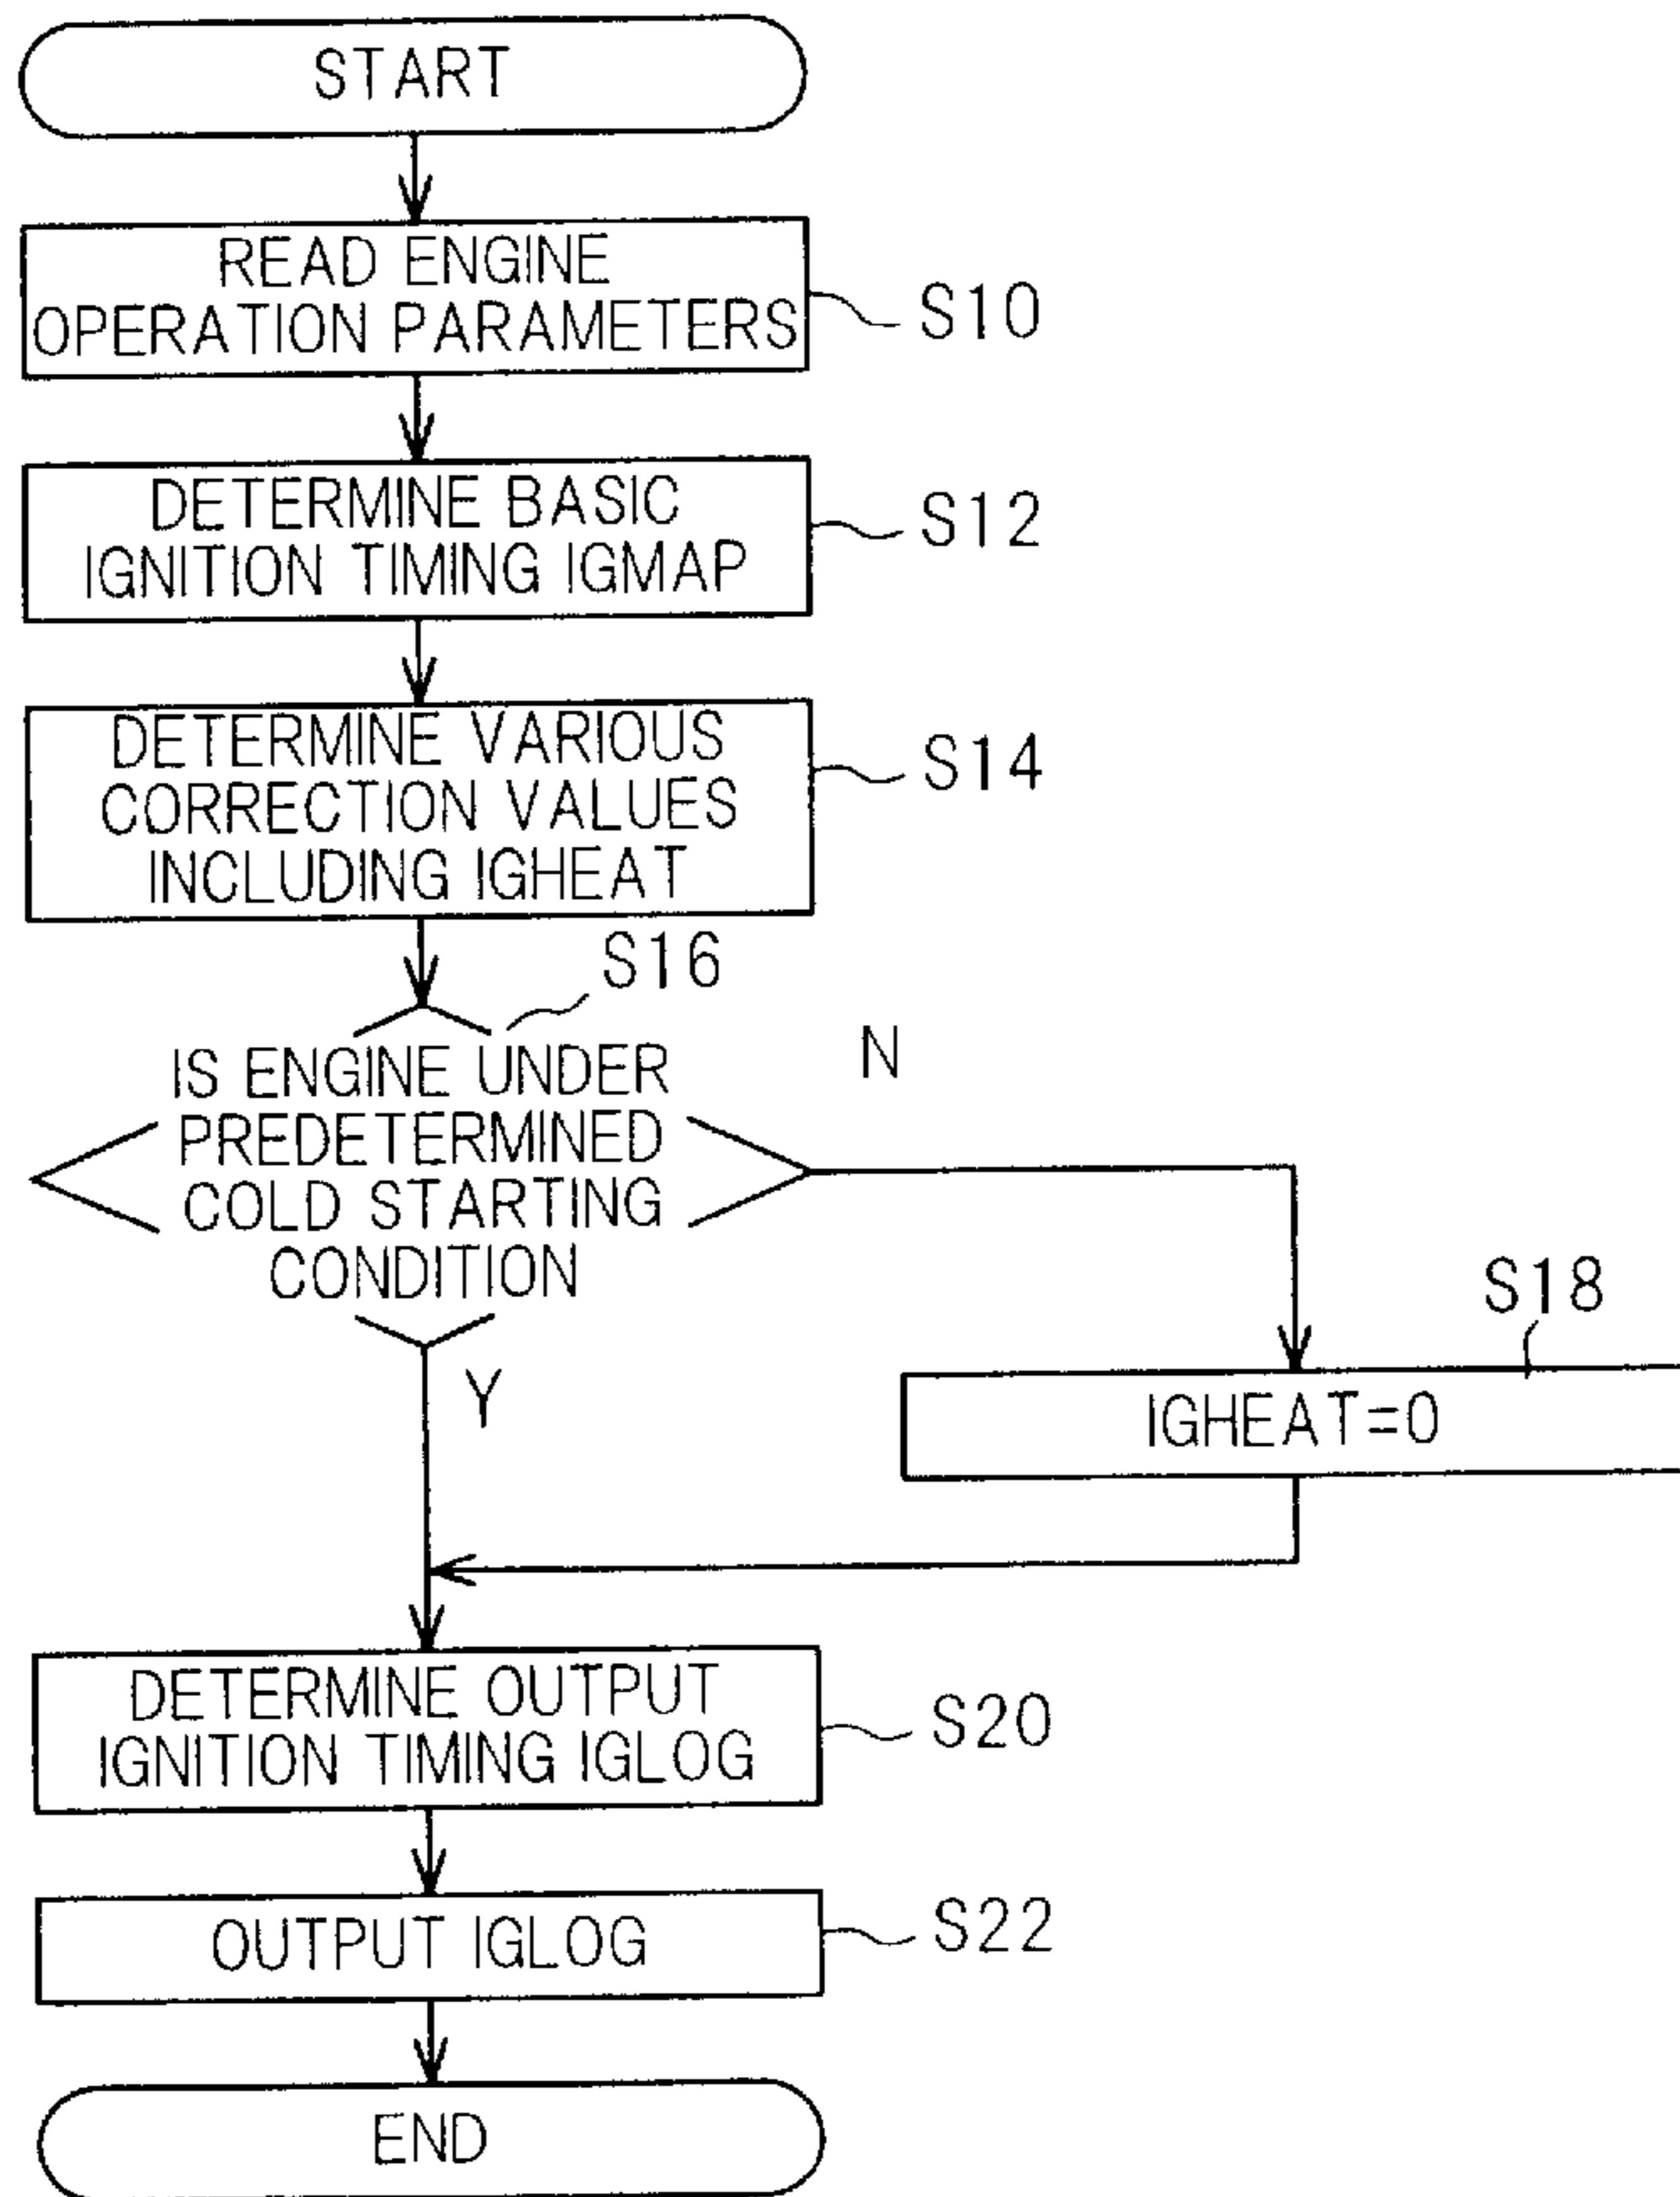 START
READ ENGINE
OPERATION PARAMETERS
S10
DETERMINE BASIC
IGNITION TIMING IGMAP
S12
DETERMINE VARIOUS
CORRECTION VALUES
INCLUDING IGHEAT
S14
S16
IS ENGINE UNDER
PREDETERMINED
COLD STARTING
CONDITION
N
Y
S18
IGHEAT=0
DETERMINE OUTPUT
IGNITION TIMING IGLOG
S20
OUTPUT IGLOG
S22
END